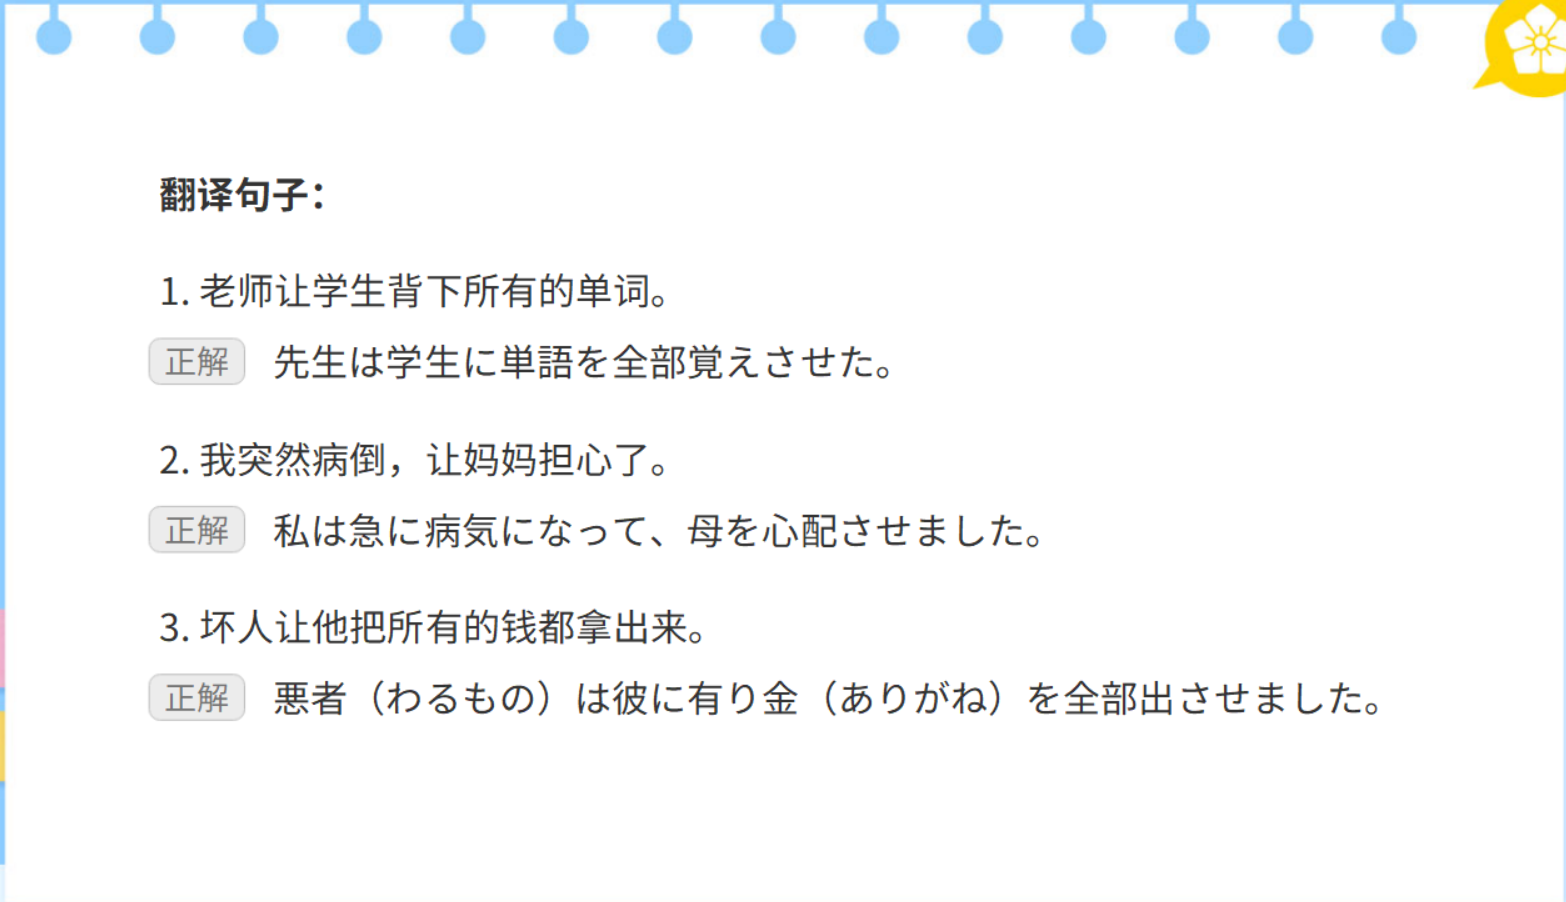 翻译句子：
1. 老师让学生背下所有的单词。
正解 先生は学生に単語を全部覚えさせた。
2. 我突然病倒，让妈妈担心了。
正解 私は急に病気になって、母を心配させました。
3. 坏人让他把所有的钱都拿出来。
正解 悪者（わるもの）は彼に有り金（ありがね）を全部出させました。